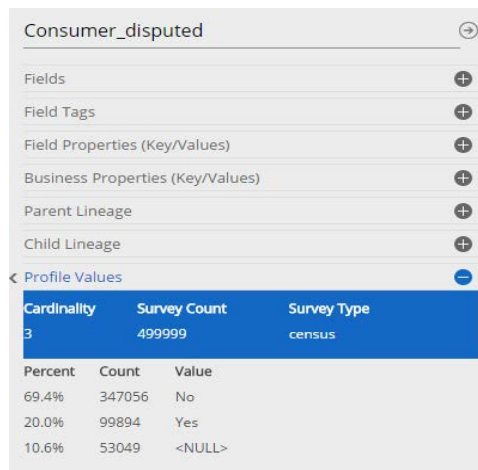 Consumer_disputed
Fields
Field Tags
Field Properties (Key/Values)
Business Properties (Key/Values)
Parent Lineage
Child Lineage
Profile Values
Cardinality Survey Count Survey Type
3 499999 census
Percent Count Value
69.4% 347056 No
20.0% 99894 Yes
10.6% 53049 <NULL>